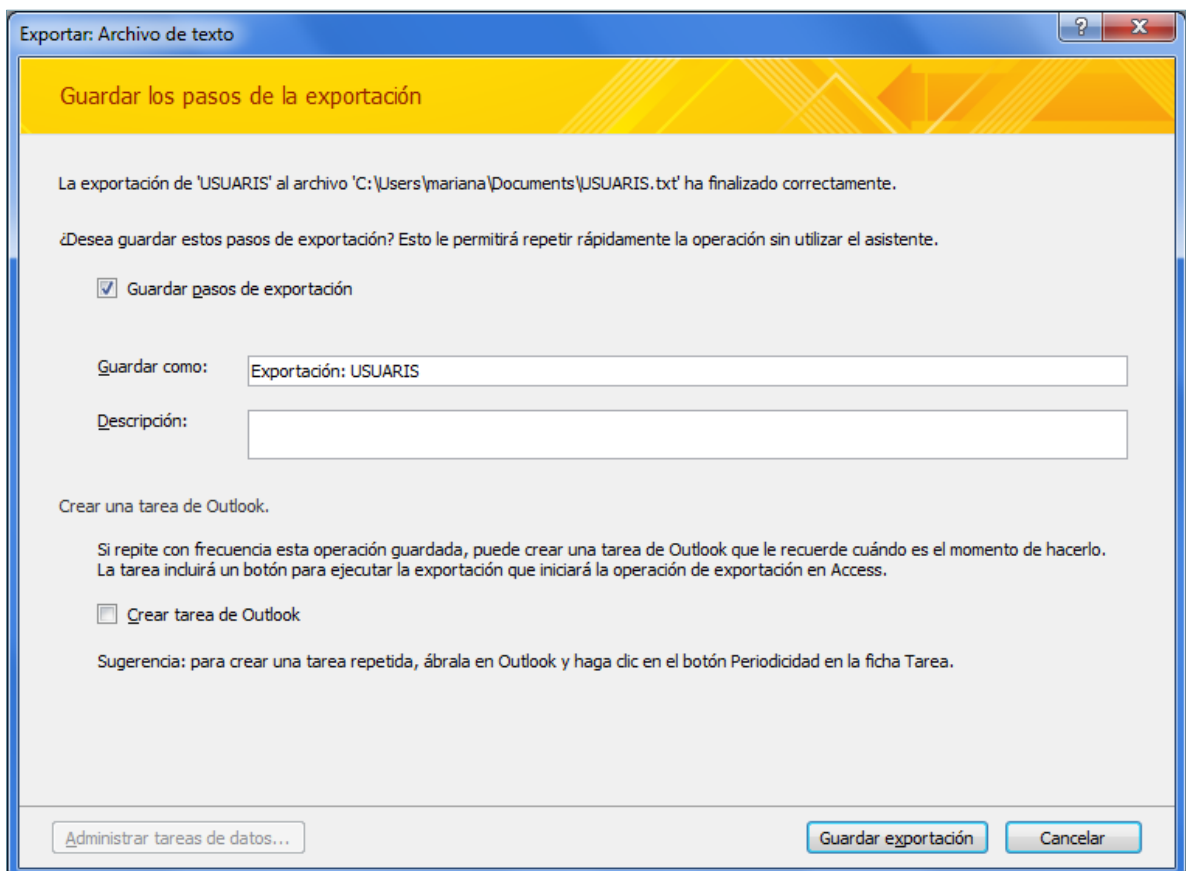 Exportar: Archivo de texto
Guardar los pasos de la exportación
La exportación de 'USUARIS' al archivo 'C:\Users\mariana\Documents\USUARIS.txt' ha finalizado correctamente.
¿Desea guardar estos pasos de exportación? Esto le permitirá repetir rápidamente la operación sin utilizar el asistente.
Guardar pasos de exportación
Guardar como:
Exportación: USUARIS
Descripción:
Crear una tarea de Outlook.
Si repite con frecuencia esta operación guardada, puede crear una tarea de Outlook que le recuerde cuándo es el momento de hacerlo.
La tarea incluirá un botón para ejecutar la exportación que iniciará la operación de exportación en Access.
Crear tarea de Outlook
Sugerencia: para crear una tarea repetida, ábrala en Outlook y haga clic en el botón Periodicidad en la ficha Tarea.
Administrar tareas de datos...
Guardar exportación
Cancelar